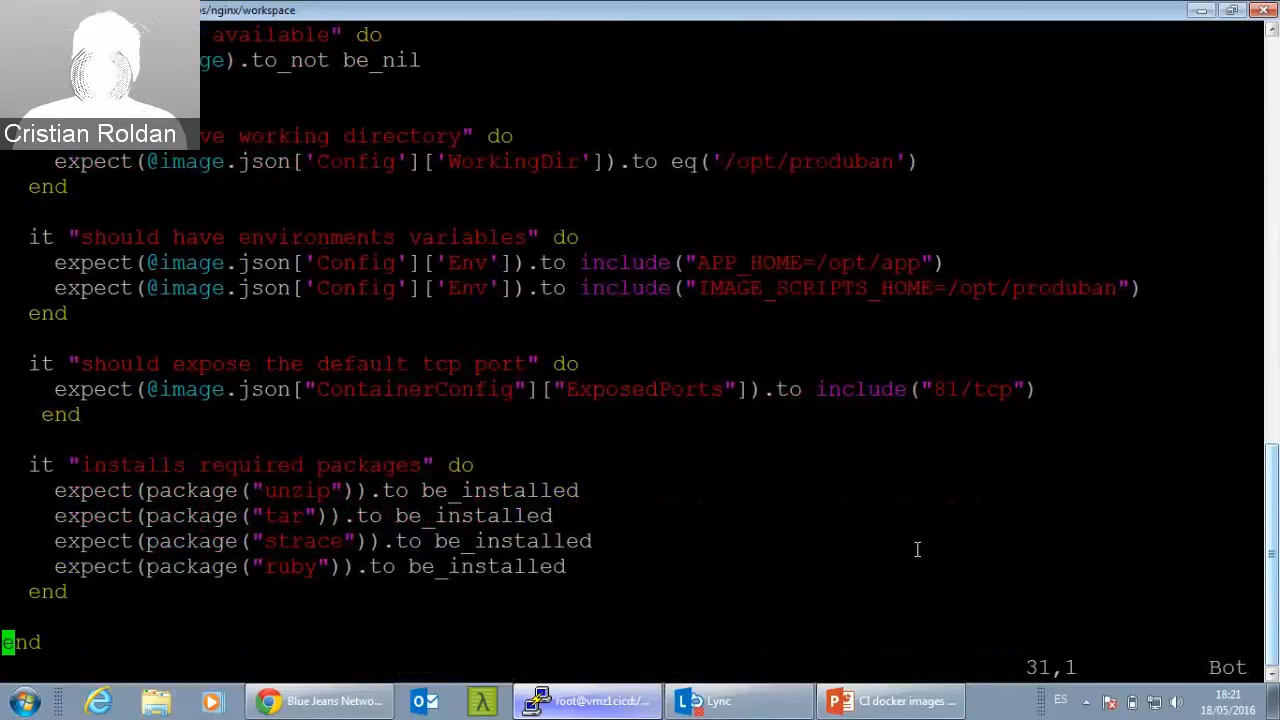 os/nginx/workspace
available" do
ge).to_not be_nil
Cristian Roldan
ve working directory" do
expect(@image.json['Config']['WorkingDir']).to eq('/opt/produban')
end
it "should have environments variables" do
expect(@image.json['Config']['Env']).to include("APP_HOME=/opt/app")
expect(@image.json['Config']['Env']).to include("IMAGE_SCRIPTS_HOME=/opt/produban")
end
it "should expose the default tcp port" do
expect(@image.json["ContainerConfig"]["ExposedPorts"]).to include("81/tcp")
end
it "installs required packages" do
expect(package("unzip")).to be_installed
expect(package("tar")).to be_installed
expect(package("strace")).to be_installed
expect(package("ruby")).to be_installed
end
end
31,1 Bot
Blue Jeans Netwo...
root@vmz1cicd:/...
Lync
CI docker images ...
ES
18:21
18/05/2016